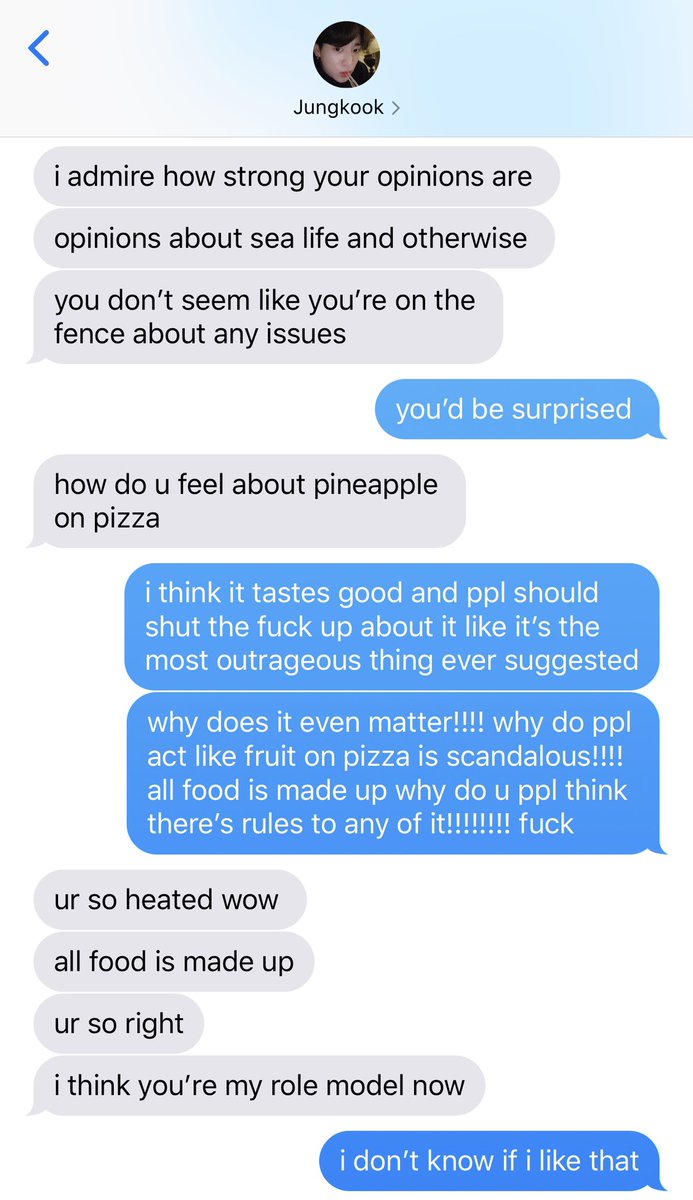 Jungkook
i admire how strong your opinions are
opinions about sea life and otherwise
you don’t seem like you’re on the
fence about any issues
you’d be surprised
how do u feel about pineapple
on pizza
i think it tastes good and ppl should
shut the fuck up about it like it’s the
most outrageous thing ever suggested
why does it even matter!!!! why do ppl
act like fruit on pizza is scandalous!!!!
all food is made up why do u ppl think
there’s rules to any of it!!!!!!!! fuck
ur so heated wow
all food is made up
ur so right
i think you’re my role model now
i don’t know if i like that